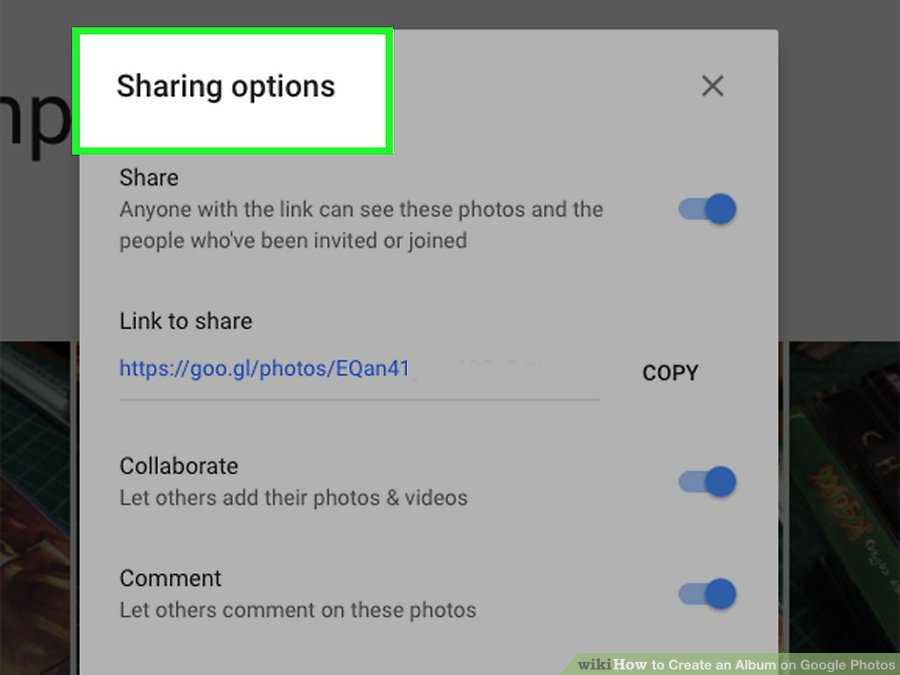 np
Sharing options
Share
Anyone with the link can see these photos and the
people who've been invited or joined
Link to share
https://goo.gl/photos/EQan41
COPY
Collaborate
Let others add their photos & videos
Comment
Let others comment on these photos
wikiHow to Create an Album on Google Photos